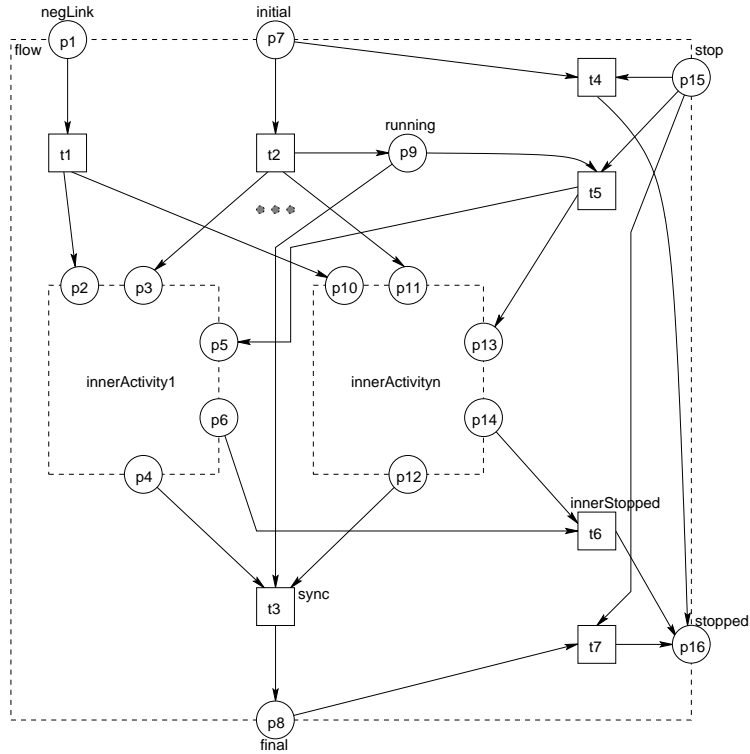 negLink
initial
flow
p1
p7
stop
t4
p15
running
t1
t2
p9
t5
p2
p3
p10
p11
p5
p13
innerActivity1
innerActivityn
p6
p14
p4
p12
innerStopped
t6
t3
sync
stopped
t7
p16
p8
final